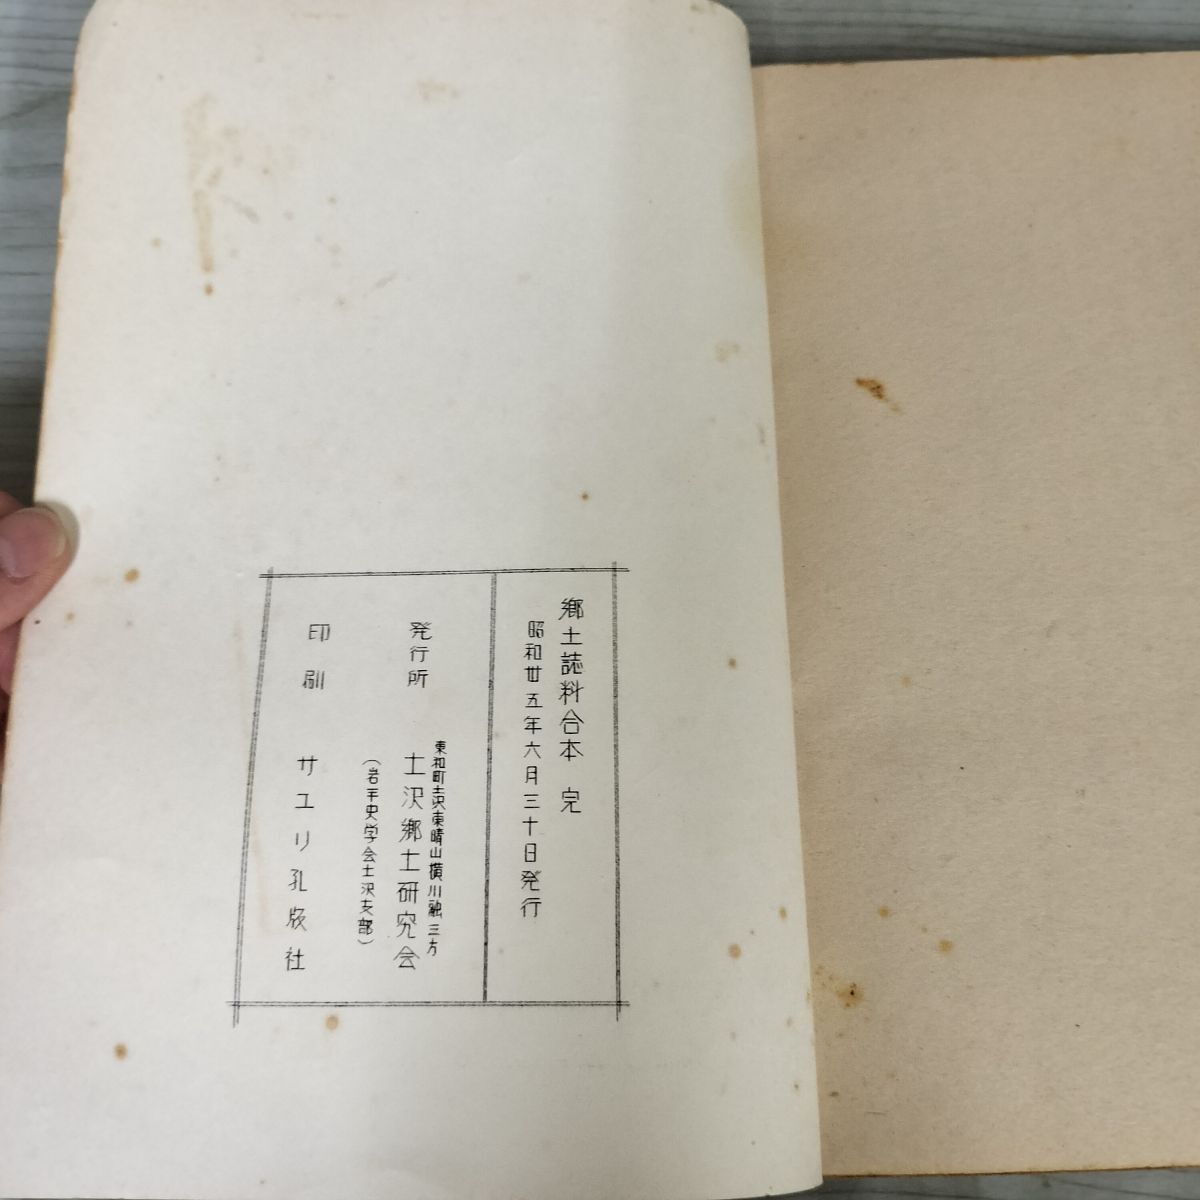 郷土誌料合本 完
昭和卅五年六月三十日発行
発行所
東和町土沢東晴山横川融三方
土沢郷土研究会
(岩手史学会土沢支部)
印刷 サユリ孔版社